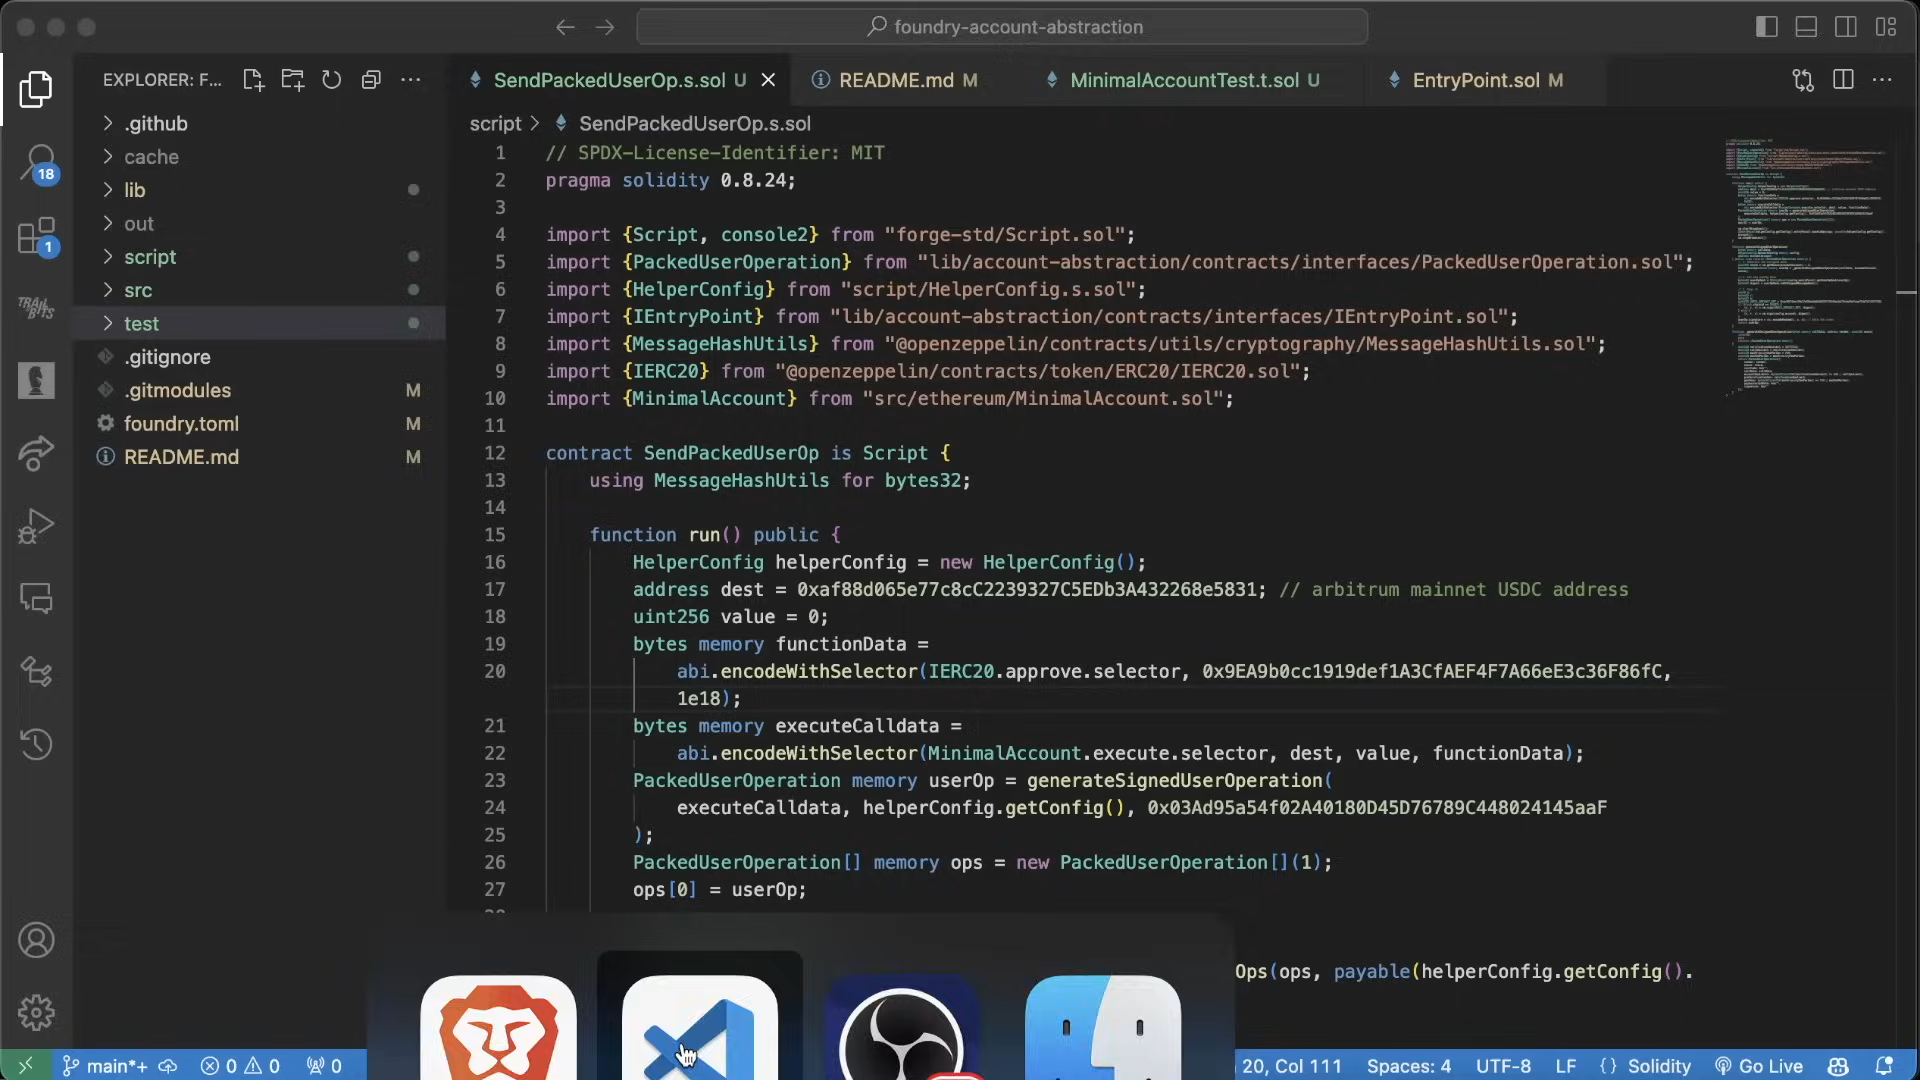 foundry-account-abstraction
EXPLORER: F...
SendPackedUserOp.s.sol U
README.md M
MinimalAccountTest.t.sol U
EntryPoint.sol M
script > SendPackedUserOp.s.sol
.github
cache
lib
out
script
src
test
.gitignore
.gitmodules M
foundry.toml M
README.md M
18
1
TRAIL OF BITS
1 // SPDX-License-Identifier: MIT
2 pragma solidity 0.8.24;
3
4 import {Script, console2} from "forge-std/Script.sol";
5 import {PackedUserOperation} from "lib/account-abstraction/contracts/interfaces/PackedUserOperation.sol";
6 import {HelperConfig} from "script/HelperConfig.s.sol";
7 import {IEntryPoint} from "lib/account-abstraction/contracts/interfaces/IEntryPoint.sol";
8 import {MessageHashUtils} from "@openzeppelin/contracts/utils/cryptography/MessageHashUtils.sol";
9 import {IERC20} from "@openzeppelin/contracts/token/ERC20/IERC20.sol";
10 import {MinimalAccount} from "src/ethereum/MinimalAccount.sol";
11
12 contract SendPackedUserOp is Script {
13 using MessageHashUtils for bytes32;
14
15 function run() public {
16 HelperConfig helperConfig = new HelperConfig();
17 address dest = 0xaf88d065e77c8cC2239327C5EDb3A432268e5831; // arbitrum mainnet USDC address
18 uint256 value = 0;
19 bytes memory functionData =
20 abi.encodeWithSelector(IERC20.approve.selector, 0x9EA9b0cc1919def1A3CfAEF4F7A66eE3c36F86fC,
1e18);
21 bytes memory executeCalldata =
22 abi.encodeWithSelector(MinimalAccount.execute.selector, dest, value, functionData);
23 PackedUserOperation memory userOp = generateSignedUserOperation(
24 executeCalldata, helperConfig.getConfig(), 0x03Ad95a54f02A40180D45D76789C448024145aaF
25 );
26 PackedUserOperation[] memory ops = new PackedUserOperation[](1);
27 ops[0] = userOp;
Ops(ops, payable(helperConfig.getConfig().
main*+
0 0
0
20, Col 111
Spaces: 4
UTF-8
LF
{} Solidity
Go Live